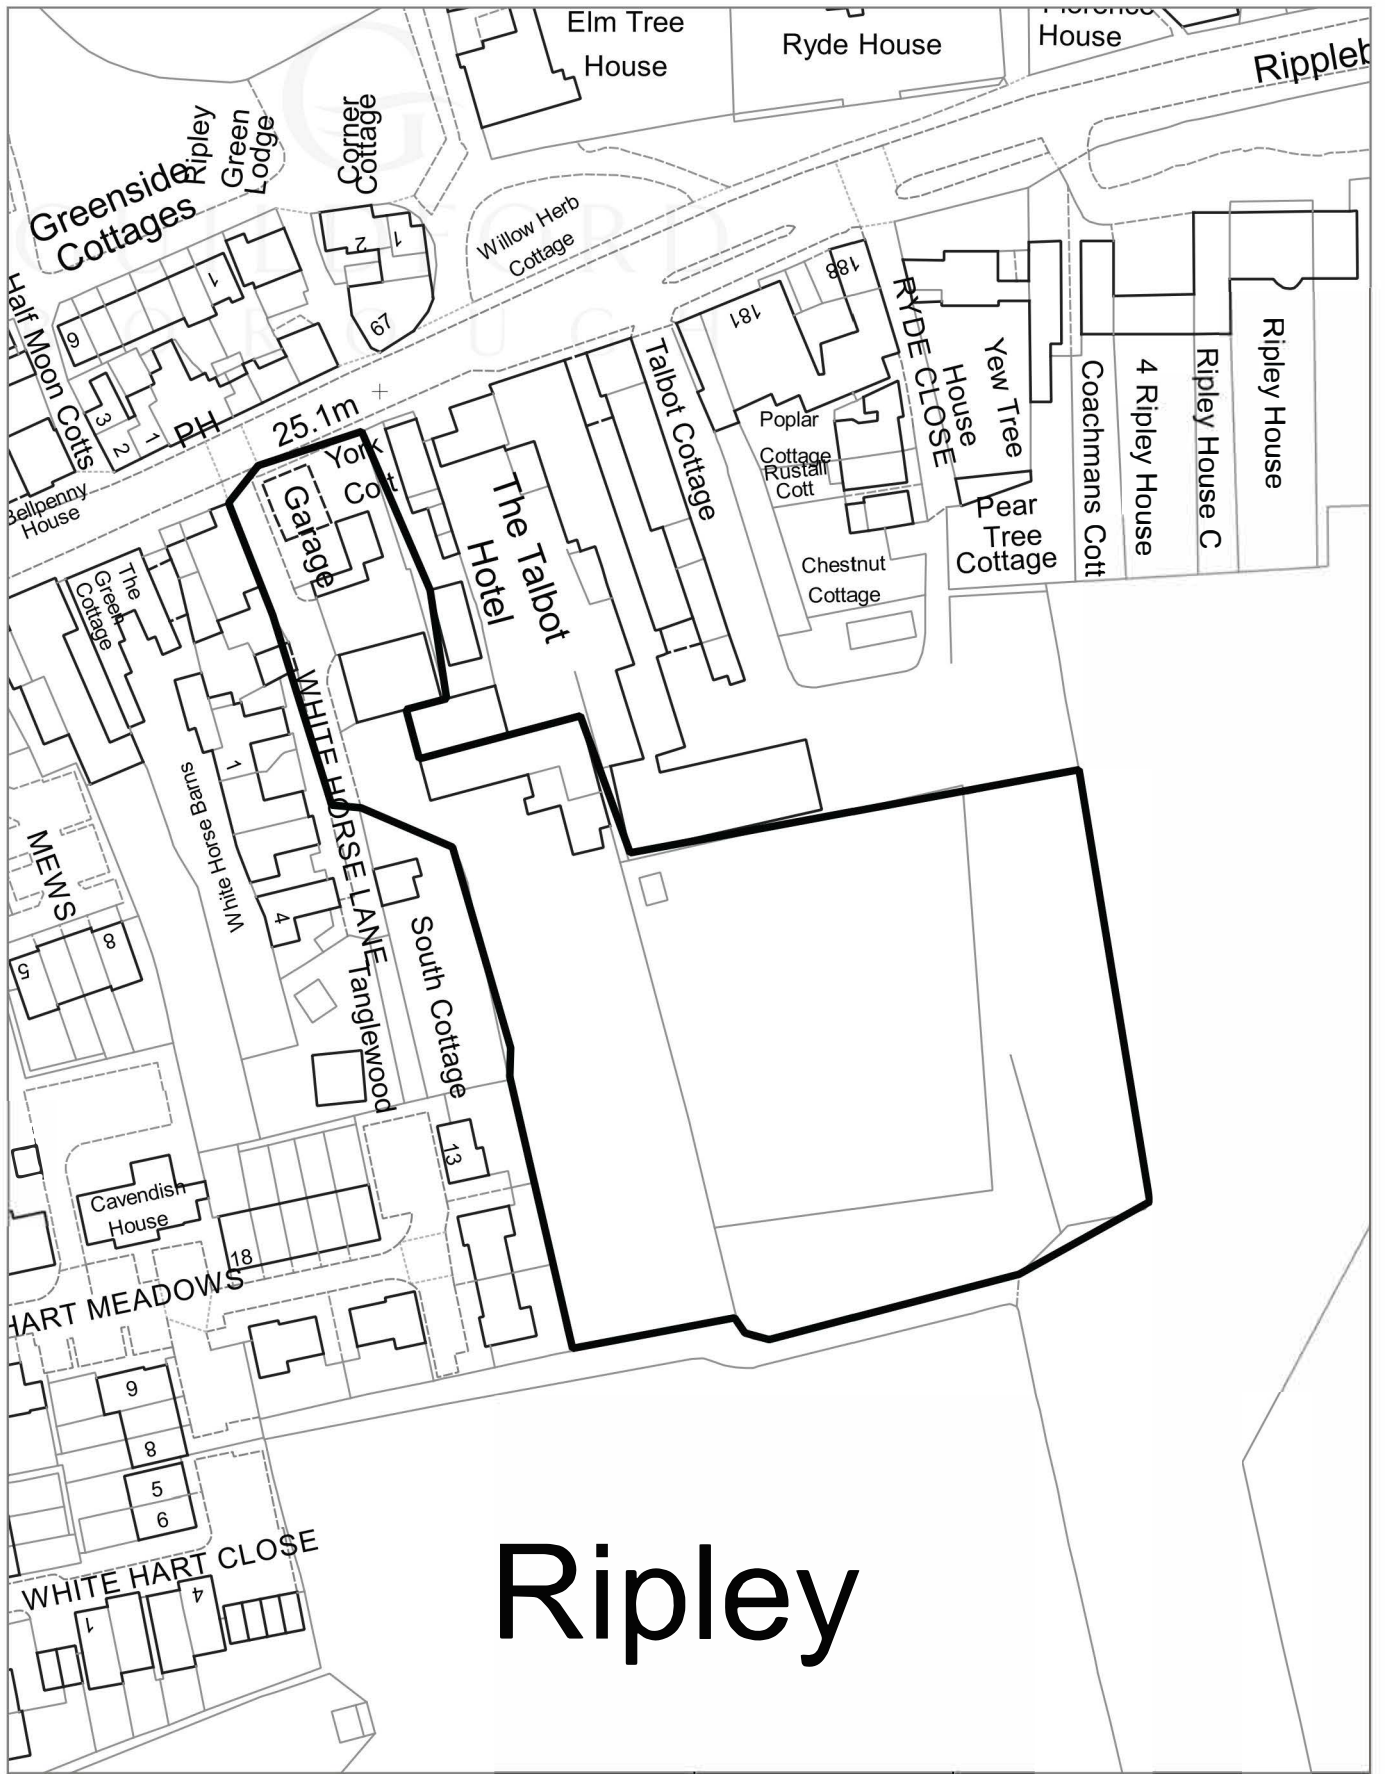 Elm Tree
House
Ryde House
Florence
House
Rippleb
Ripley
Green
Lodge
Corner
Cottage
Greenside
Cottages
GUILDFORD
BOROUGH
1
6
2
1
67
Willow Herb
Cottage
Half Moon Cotts
3
2
1
PH
25.1m
Bellpenny
House
York
Cott
Garage
The Talbot
Hotel
Talbot Cottage
181
188
RYDE CLOSE
Poplar
Cottage
Rustall
Cott
Chestnut
Cottage
Yew Tree
House
Pear
Tree
Cottage
Coachmans Cott
4 Ripley House
Ripley House C
Ripley House
The
Green
Cottage
WHITE HORSE LANE
White Horse Barns
1
4
MEWS
5
8
South Cottage
Tanglewood
13
Cavendish
House
18
HART MEADOWS
9
8
5
6
WHITE HART CLOSE
1
4
Ripley